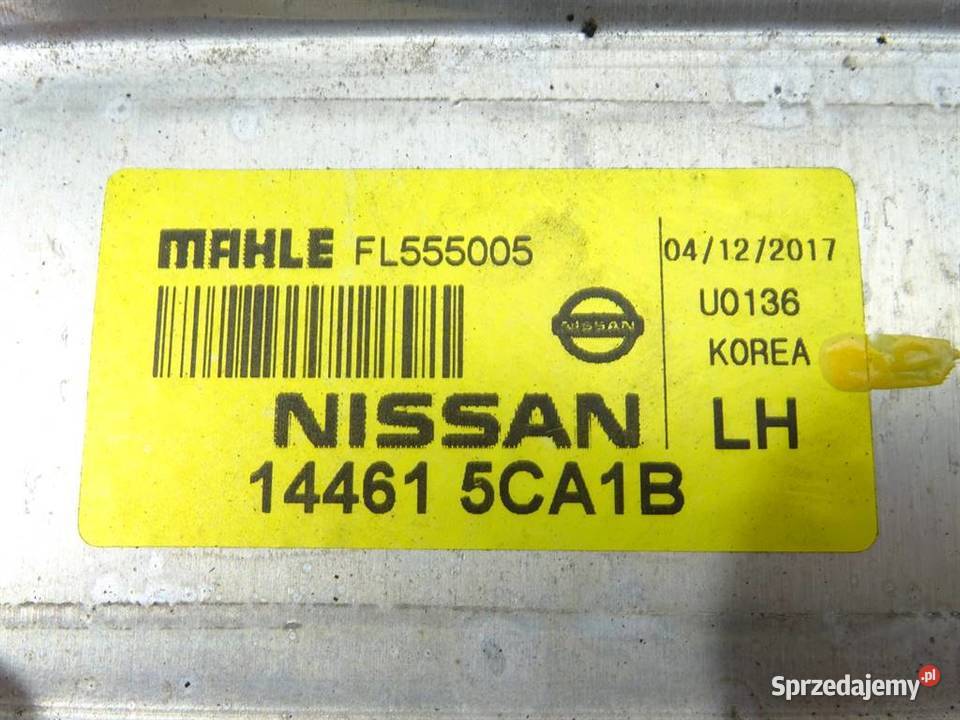 MAHLE FL555005
04/12/2017
U0136
KOREA
NISSAN
NISSAN
LH
14461 5CA1B
Sprzedajemy.pl